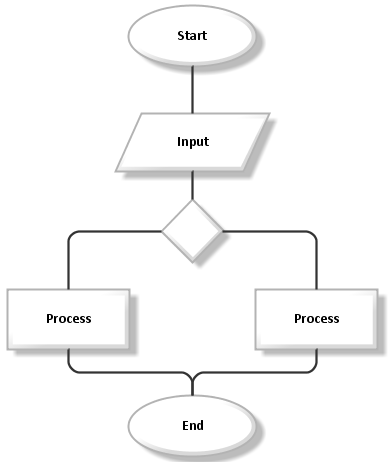 Start
Input
Process
Process
End